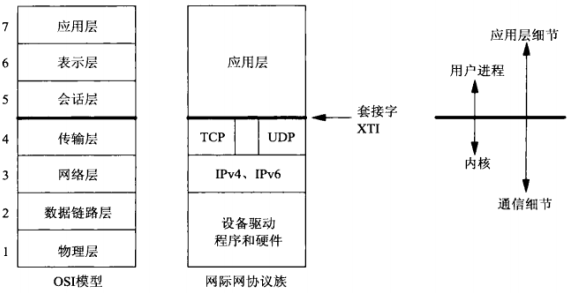 7 应用层
6 表示层
5 会话层
4 传输层
3 网络层
2 数据链路层
1 物理层
OSI模型
应用层
TCP UDP
IPv4、IPv6
设备驱动
程序和硬件
网际网协议族
套接字
XTI
应用层细节
用户进程
内核
通信细节